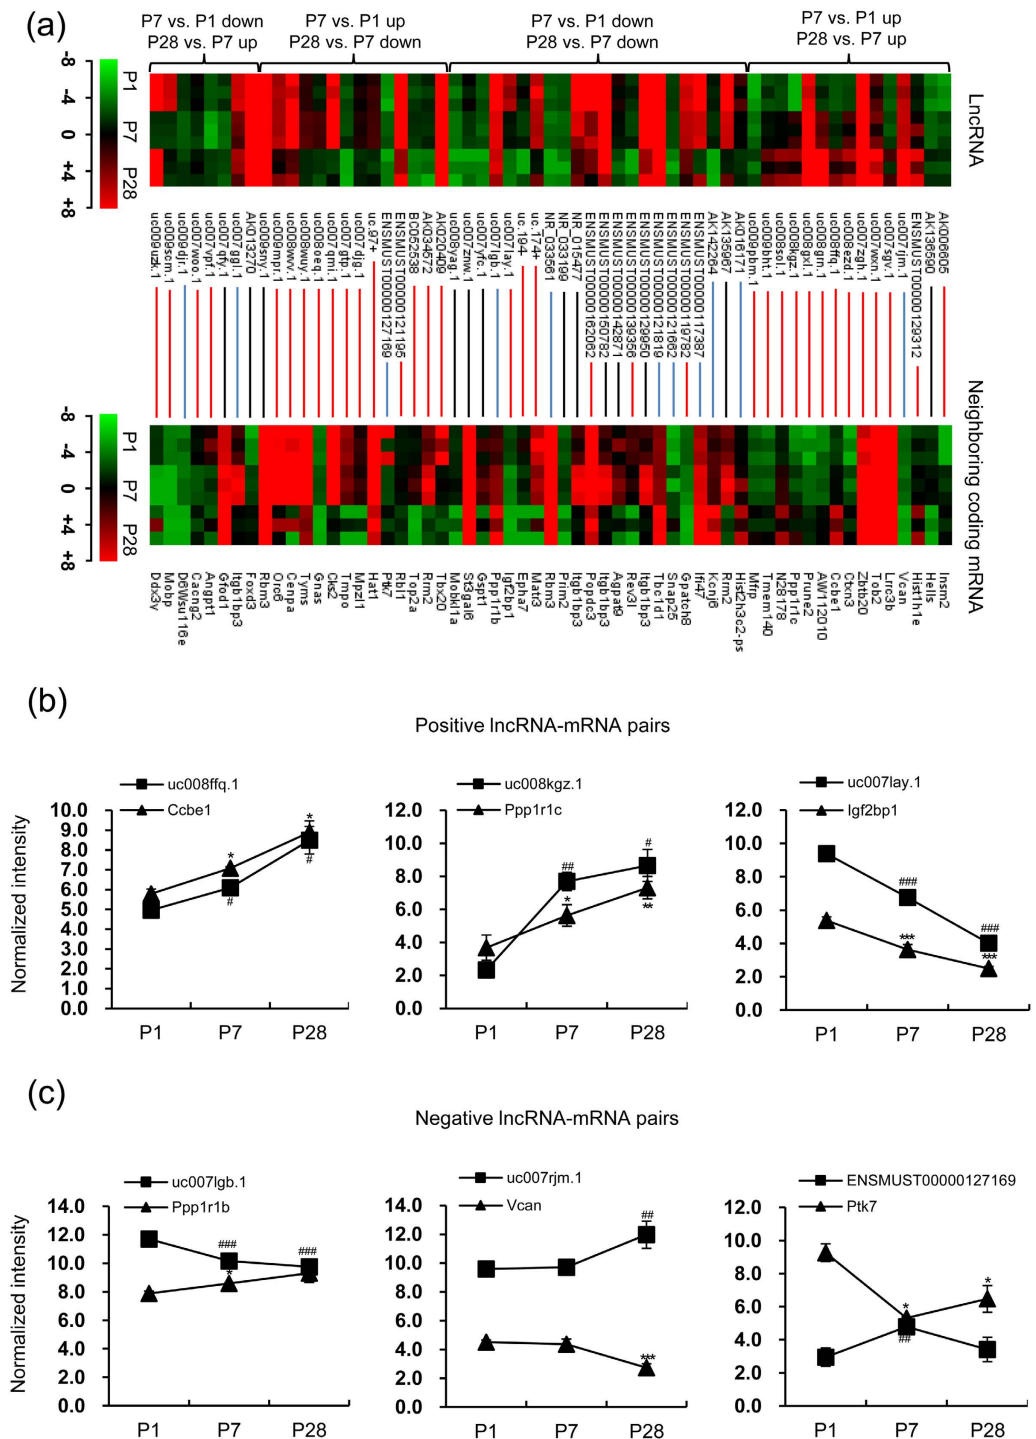 (a)
P7 vs. P1 down
P28 vs. P7 up
P7 vs. P1 up
P28 vs. P7 down
P7 vs. P1 down
P28 vs. P7 down
P7 vs. P1 up
P28 vs. P7 up
-8
-4
0
+4
+8
P1
P7
P28
LncRNA
uc009uzk.1
uc009scm.1
uc009djr.1
uc007woo.1
uc007vpf.1
uc007qfy.1
uc007ggi.1
AK013270
uc009sny.1
uc009mpr.1
uc008wwv.1
uc008wuy.1
uc008oeq.1
uc007qmi.1
uc007gtp.1
uc007djg.1
uc.97+
ENSMUST00000127169
ENSMUST00000121195
BC052538
AK034572
AK020409
uc008yag.1
uc007znw.1
uc007yfc.1
uc007lgb.1
uc007lay.1
uc.194-
uc.174+
NR_033561
NR_033199
NR_015477
ENSMUST00000162062
ENSMUST00000150782
ENSMUST00000142871
ENSMUST00000139356
ENSMUST00000129950
ENSMUST00000121819
ENSMUST00000121662
ENSMUST00000119782
ENSMUST00000117387
AK142264
AK135967
AK016171
uc009pbm.1
uc009bht.1
uc008sol.1
uc008kgz.1
uc008gxl.1
uc008grn.1
uc008ffq.1
uc008ezd.1
uc007zgh.1
uc007wxn.1
uc007sgv.1
uc007rjm.1
ENSMUST00000129312
AK136590
AK006605
-8
-4
0
+4
+8
P1
P7
P28
Neighboring coding mRNA
Ddx3y
Mobp
D6Wsu116e
Cacng2
Angpt1
Gfod1
Itgb1bp3
Foxd3
Rbm3
Orc6
Cenpa
Tyms
Gnas
Cks2
Tmpo
Mpzl1
Hat1
Ptk7
Rbl1
Top2a
Rrm2
Tbx20
Mobkl1a
St3gal6
Gspt1
Ppp1r1b
Igf2bp1
Epha7
Matr3
Rbm3
Prim2
Itgb1bp3
Popdc3
Itgb1bp3
Agpat9
Rev3l
Itgb1bp3
Tbc1d1
Snap25
Gpatch8
Ifi47
Kcnj6
Rrm2
Hist2h3c2-ps
Mfrp
Tmem140
N28178
Ppp1r1c
Prune2
AW112010
Ccbe1
Ctxn3
Zbtb20
Tob2
Lrrc3b
Vcan
Hist1h1e
Hells
Insm2
(b)
Positive lncRNA-mRNA pairs
uc008ffq.1
Ccbe1
Normalized intensity
10.0
9.0
8.0
7.0
6.0
5.0
4.0
3.0
2.0
1.0
0.0
*
#
*
#
P1
P7
P28
uc008kgz.1
Ppp1r1c
12.0
10.0
8.0
6.0
4.0
2.0
0.0
##
*
#
**
P1
P7
P28
uc007lay.1
Igf2bp1
12.0
10.0
8.0
6.0
4.0
2.0
0.0
###
***
###
***
P1
P7
P28
(c)
Negative lncRNA-mRNA pairs
uc007lgb.1
Ppp1r1b
Normalized intensity
14.0
12.0
10.0
8.0
6.0
4.0
2.0
0.0
###
*
###
P1
P7
P28
uc007rjm.1
Vcan
14.0
12.0
10.0
8.0
6.0
4.0
2.0
0.0
##
***
P1
P7
P28
ENSMUST00000127169
Ptk7
12.0
10.0
8.0
6.0
4.0
2.0
0.0
*
##
*
P1
P7
P28